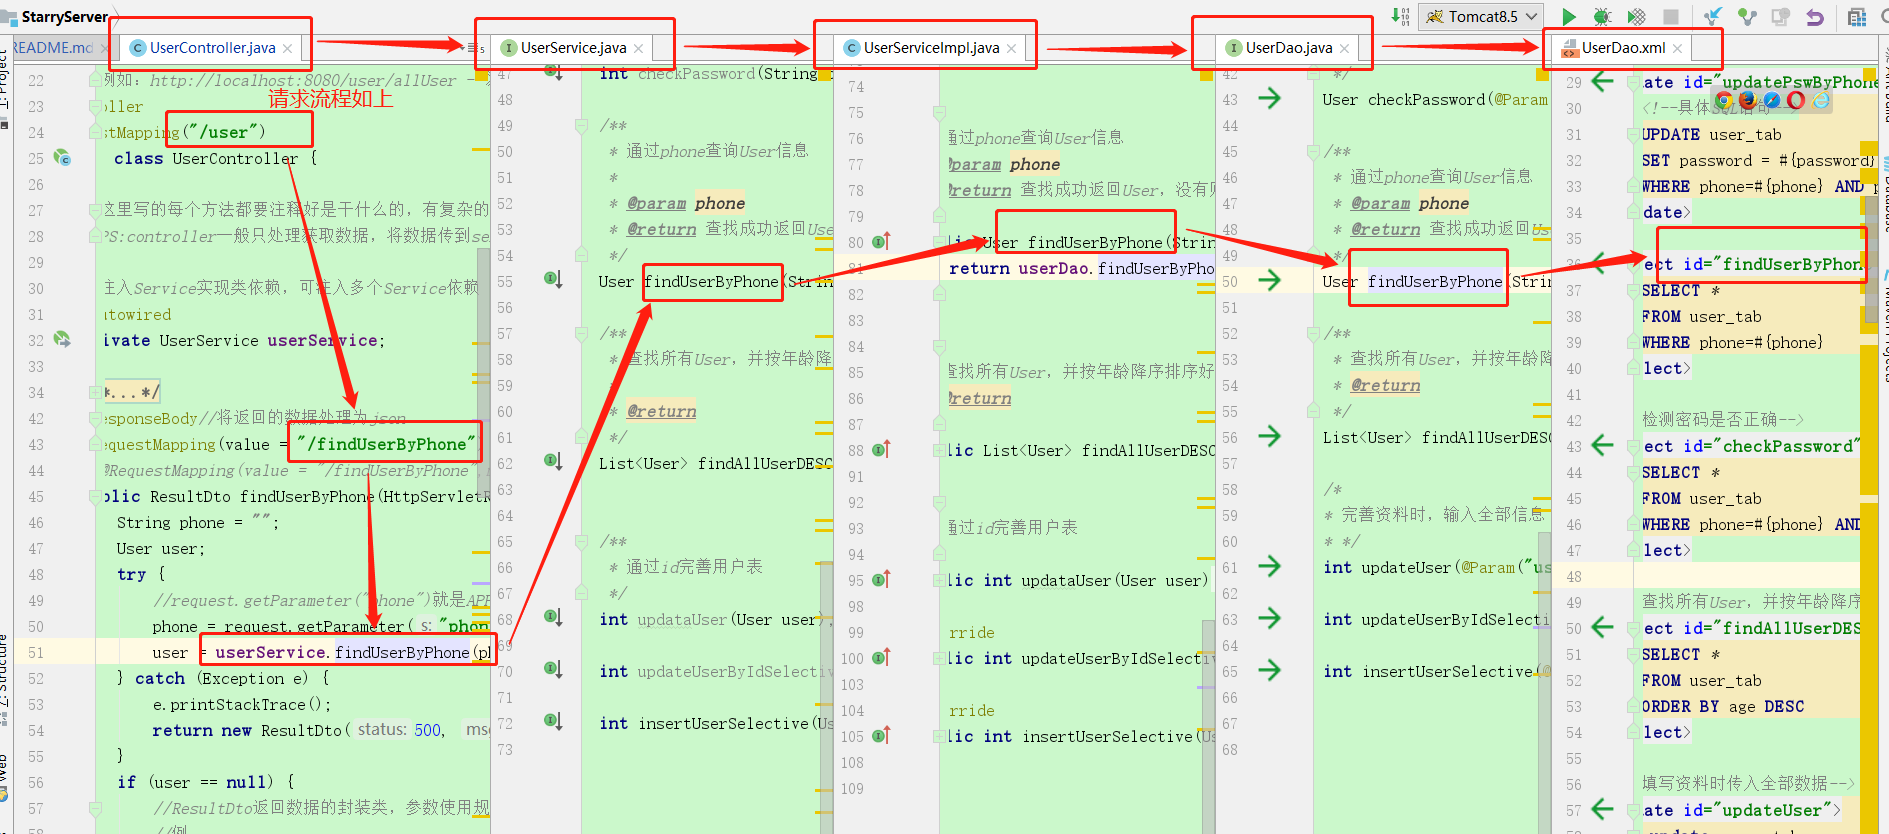 StarryServer
Tomcat8.5
README.md
UserController.java
UserService.java
UserServiceImpl.java
UserDao.java
UserDao.xml
请求流程如上
22 例如: http://localhost:8080/user/allUser
23 oller
24 stMapping("/user")
25 class UserController {
26
27 这里写的每个方法都要注释好是干什么的，有复杂的
28 PS:controller一般只处理获取数据，将数据传到se
29
30 注入Service实现类依赖，可注入多个Service依赖
31 utowired
32 ivate UserService userService;
33
34 *...*/
42 esponseBody//将返回的数据处理为json
43 equestMapping(value = "/findUserByPhone"
44 @RequestMapping(value = "/findUserByPhone",
45 blic ResultDto findUserByPhone(HttpServletR
46 String phone = "";
47 User user;
48 try {
49 //request.getParameter("phone")就是APP
50 phone = request.getParameter( s: "phon
51 user = userService.findUserByPhone(ph
52 } catch (Exception e) {
53 e.printStackTrace();
54 return new ResultDto( status: 500, msg
55 }
56 if (user == null) {
57 //ResultDto返回数据的封装类，参数使用规
58 //例
47 int checkPassword(String
48
49 /**
50 * 通过phone查询User信息
51 *
52 * @param phone
53 * @return 查找成功返回Use
54 */
55 User findUserByPhone(Strin
56
57 /**
58 * 查找所有User，并按年龄降
59 *
60 * @return
61 */
62 List<User> findAllUserDESC
63
64
65 /**
66 * 通过id完善用户表
67 */
68 int updataUser(User user),
69
70 int updateUserByIdSelectiv
71
72 int insertUserSelective(Us
73
74
75
76 通过phone查询User信息
77 @param phone
78 @return 查找成功返回User，没有则
79
80 lic User findUserByPhone(Strin
81 return userDao.findUserByPho
82
83
84
85 查找所有User，并按年龄降序排序好
86 @return
87
88 lic List<User> findAllUserDESC
91
92
93 通过id完善用户表
94
95 lic int updataUser(User user)
98
99 rride
100 lic int updateUserByIdSelectiv
103
104 rride
105 lic int insertUserSelective(Us
108
109
42 */
43 User checkPassword(@Param
44
45 /**
46 * 通过phone查询User信息
47 *
48 * @param phone
48 * @return 查找成功返回Us
49 */
50 User findUserByPhone(Strin
51
52 /**
53 * 查找所有User，并按年龄降
54 * @return
55 */
56 List<User> findAllUserDESC
57
58 /*
59 * 完善资料时，输入全部信息
60 * */
61 int updateUser(@Param("us
62
63 int updateUserByIdSelecti
64
65 int insertUserSelective(@
66
67
68
29 ate id="updatePswByPhone
30 <!--具体SQL语句-->
31 UPDATE user_tab
32 SET password = #{password}
33 WHERE phone=#{phone} AND p
34 date>
35
36 ect id="findUserByPhon
37 SELECT *
38 FROM user_tab
39 WHERE phone=#{phone}
40 lect>
41
42 检测密码是否正确-->
43 ect id="checkPassword"
44 SELECT *
45 FROM user_tab
46 WHERE phone=#{phone} AND
47 lect>
48
49 查找所有User，并按年龄降序
50 ect id="findAllUserDES
51 SELECT *
52 FROM user_tab
53 ORDER BY age DESC
54 lect>
55
56 填写资料时传入全部数据-->
57 ate id="updateUser">
1: Project
Z: Structure
Web
Database
Maven Projects